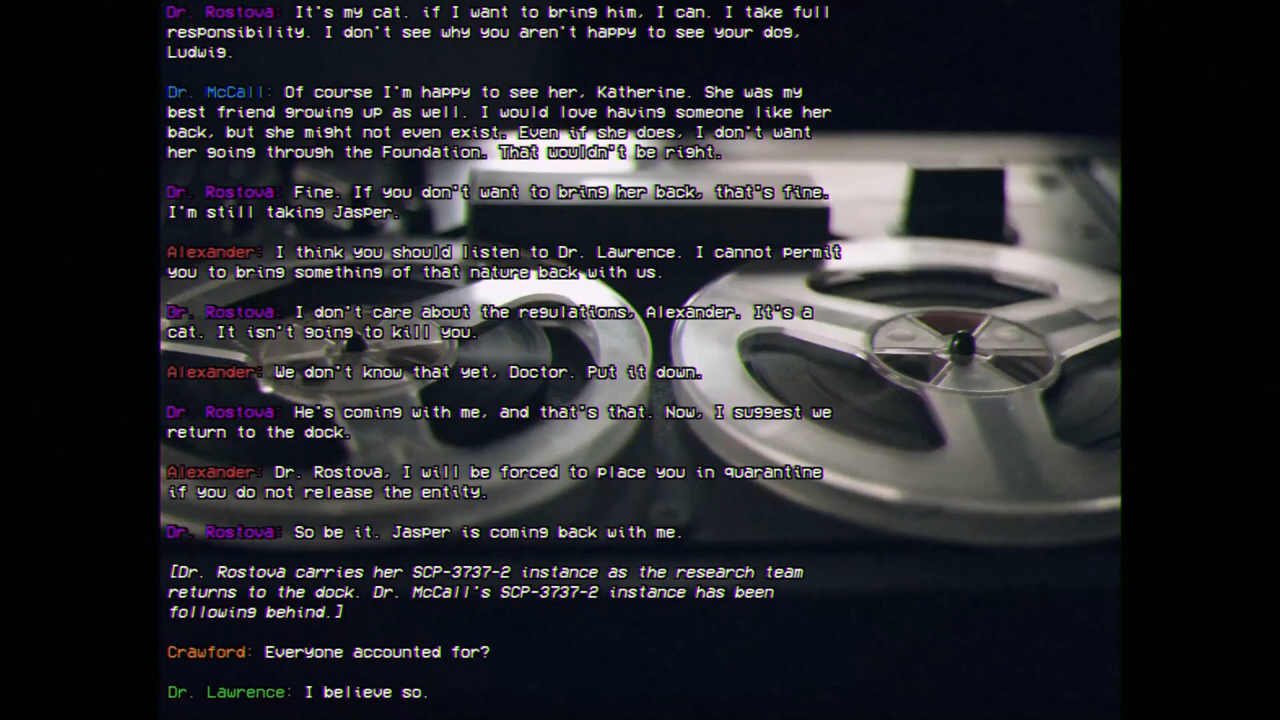 Dr. Rostova: It's my cat. if I want to bring him, I can. I take full
responsibility. I don't see why you aren't happy to see your dog,
Ludwig.
Dr. McCall: Of course I'm happy to see her, Katherine. She was my
best friend growing up as well. I would love having someone like her
back, but she might not even exist. Even if she does, I don't want
her going through the Foundation. That wouldn't be right.
Dr. Rostova: Fine. If you don't want to bring her back, that's fine.
I'm still taking Jasper.
Alexander: I think you should listen to Dr. Lawrence. I cannot permit
you to bring something of that nature back with us.
Dr. Rostova: I don't care about the regulations, Alexander. It's a
cat. It isn't going to kill you.
Alexander: We don't know that yet, Doctor. Put it down.
Dr. Rostova: He's coming with me, and that's that. Now, I suggest we
return to the dock.
Alexander: Dr. Rostova, I will be forced to place you in quarantine
if you do not release the entity.
Dr. Rostova: So be it. Jasper is coming back with me.
[Dr. Rostova carries her SCP-3737-2 instance as the research team
returns to the dock. Dr. McCall's SCP-3737-2 instance has been
following behind.]
Crawford: Everyone accounted for?
Dr. Lawrence: I believe so.